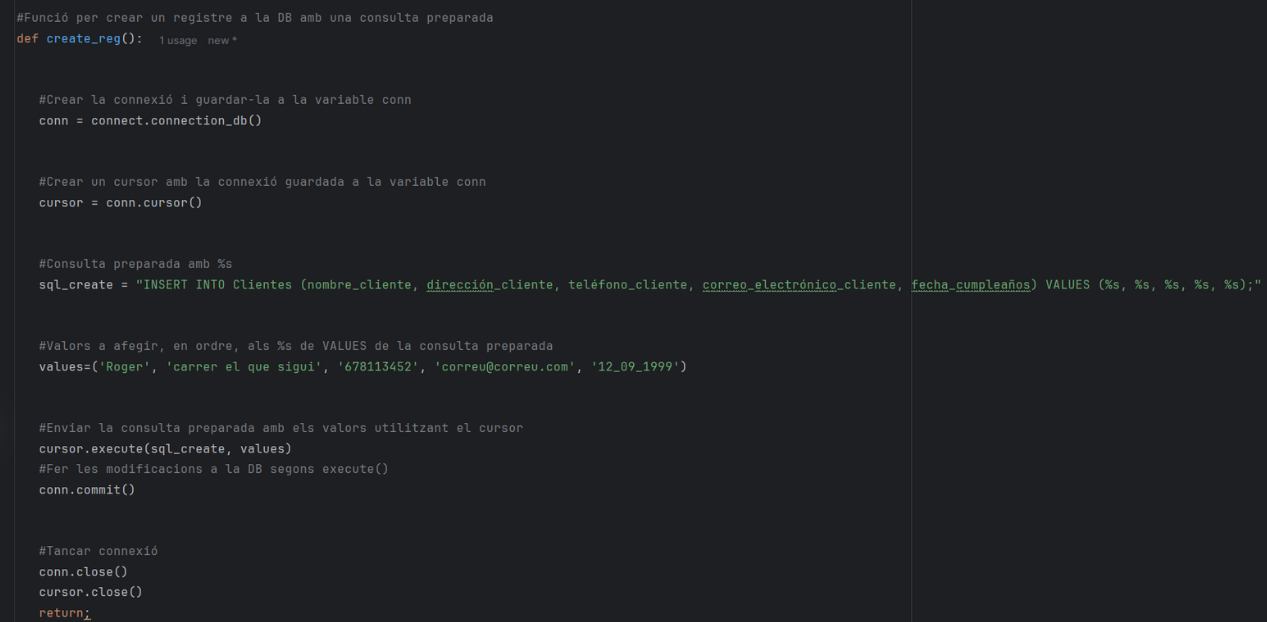 #Funció per crear un registre a la DB amb una consulta preparada
def create_reg():  1 usage  new *
#Crear la connexió i guardar-la a la variable conn
conn = connect.connection_db()
#Crear un cursor amb la connexió guardada a la variable conn
cursor = conn.cursor()
#Consulta preparada amb %s
sql_create = "INSERT INTO Clientes (nombre_cliente, dirección_cliente, teléfono_cliente, correo_electrónico_cliente, fecha_cumpleaños) VALUES (%s, %s, %s, %s, %s);"
#Valors a afegir, en ordre, als %s de VALUES de la consulta preparada
values=('Roger', 'carrer el que sigui', '678113452', 'correu@correu.com', '12_09_1999')
#Enviar la consulta preparada amb els valors utilitzant el cursor
cursor.execute(sql_create, values)
#Fer les modificacions a la DB segons execute()
conn.commit()
#Tancar connexió
conn.close()
cursor.close()
return;